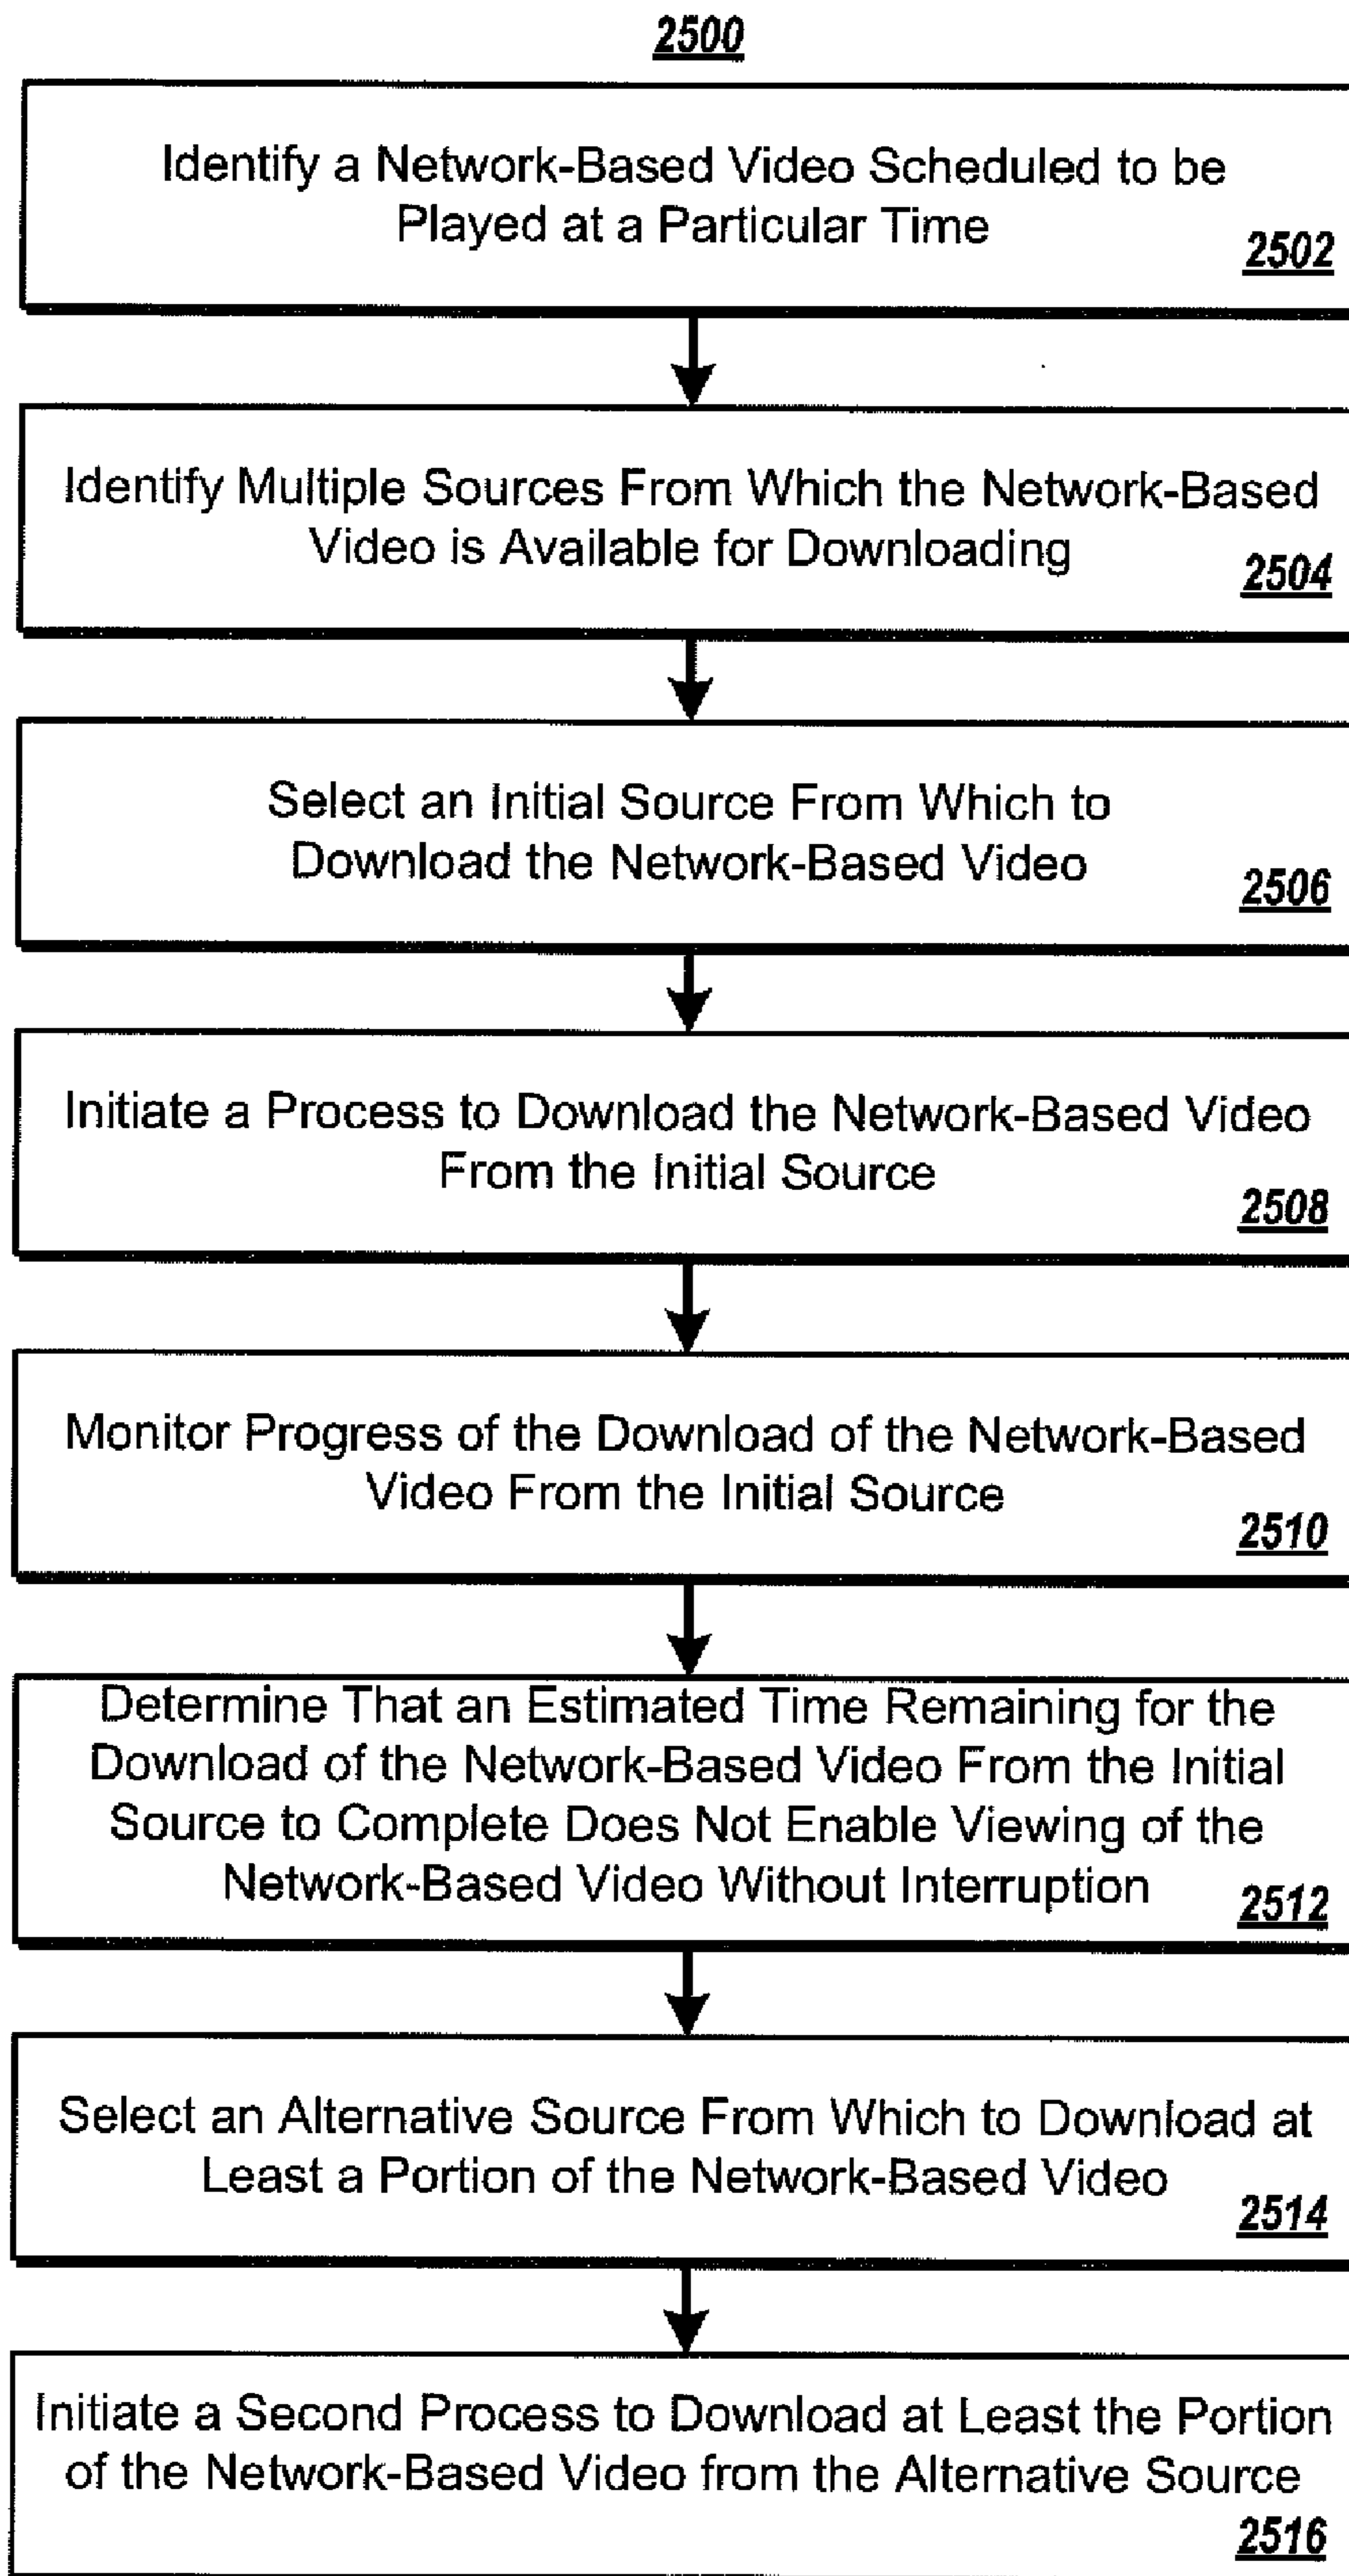 2500
Identify a Network-Based Video Scheduled to be
Played at a Particular Time
2502
Identify Multiple Sources From Which the Network-Based
Video is Available for Downloading
2504
Select an Initial Source From Which to
Download the Network-Based Video
2506
Initiate a Process to Download the Network-Based Video
From the Initial Source
2508
Monitor Progress of the Download of the Network-Based
Video From the Initial Source
2510
Determine That an Estimated Time Remaining for the
Download of the Network-Based Video From the Initial
Source to Complete Does Not Enable Viewing of the
Network-Based Video Without Interruption
2512
Select an Alternative Source From Which to Download at
Least a Portion of the Network-Based Video
2514
Initiate a Second Process to Download at Least the Portion
of the Network-Based Video from the Alternative Source
2516